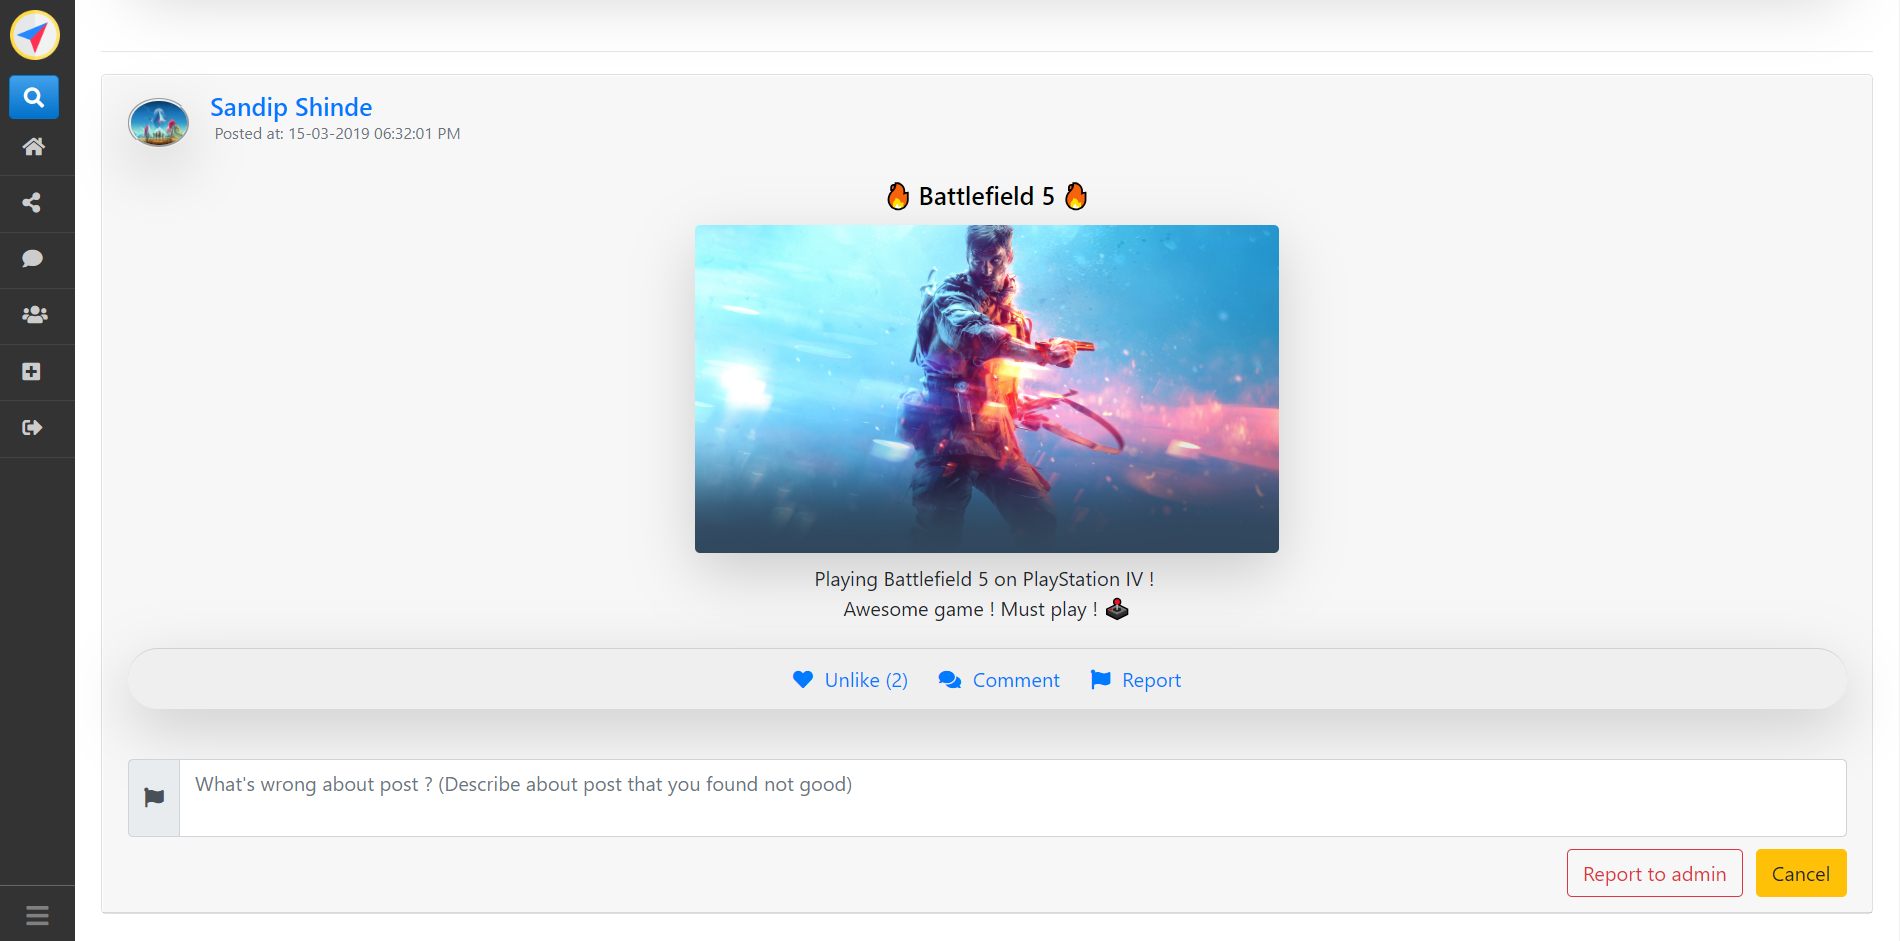 Sandip Shinde
Posted at: 15-03-2019 06:32:01 PM
🔥 Battlefield 5 🔥
Playing Battlefield 5 on PlayStation IV !
Awesome game ! Must play ! 🕹️
Unlike (2) Comment Report
What's wrong about post ? (Describe about post that you found not good)
Report to admin Cancel